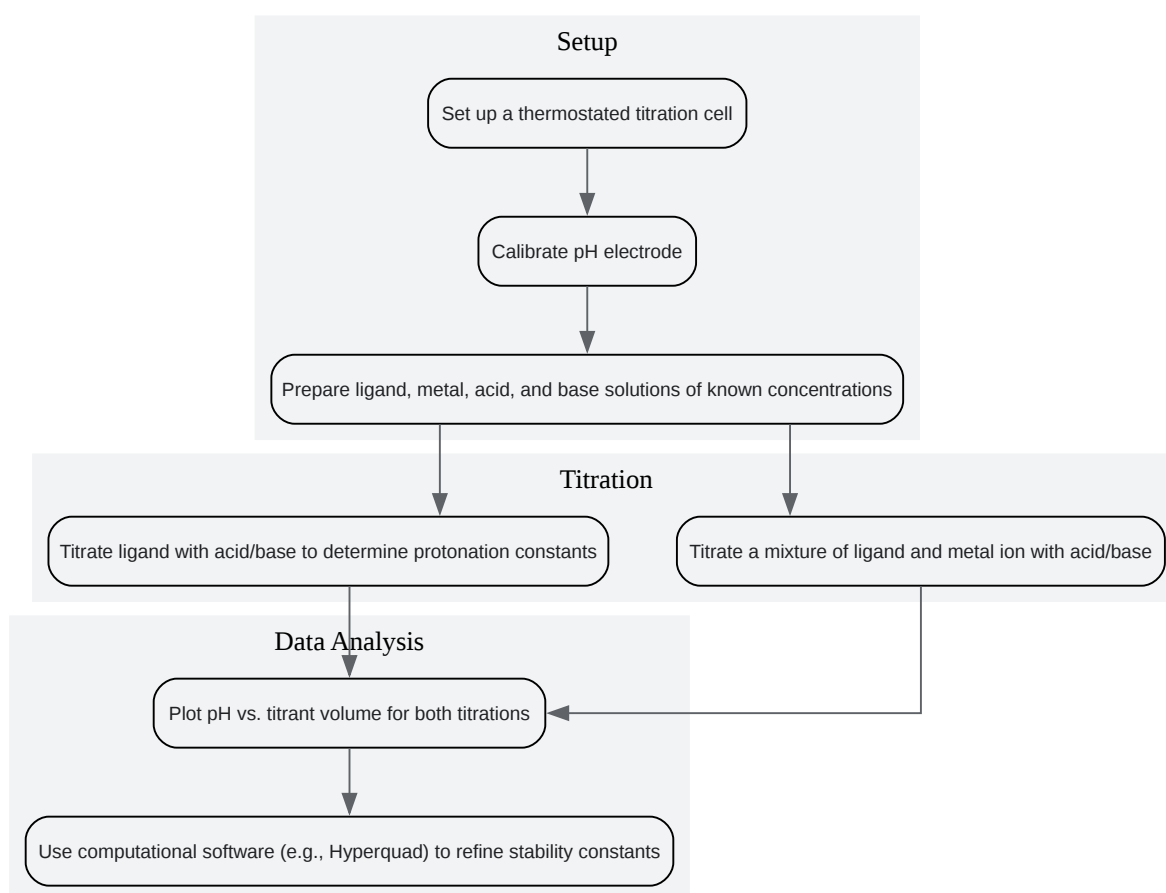 Setup
Set up a thermostated titration cell
Calibrate pH electrode
Prepare ligand, metal, acid, and base solutions of known concentrations
Titration
Titrate ligand with acid/base to determine protonation constants
Titrate a mixture of ligand and metal ion with acid/base
Data Analysis
Plot pH vs. titrant volume for both titrations
Use computational software (e.g., Hyperquad) to refine stability constants